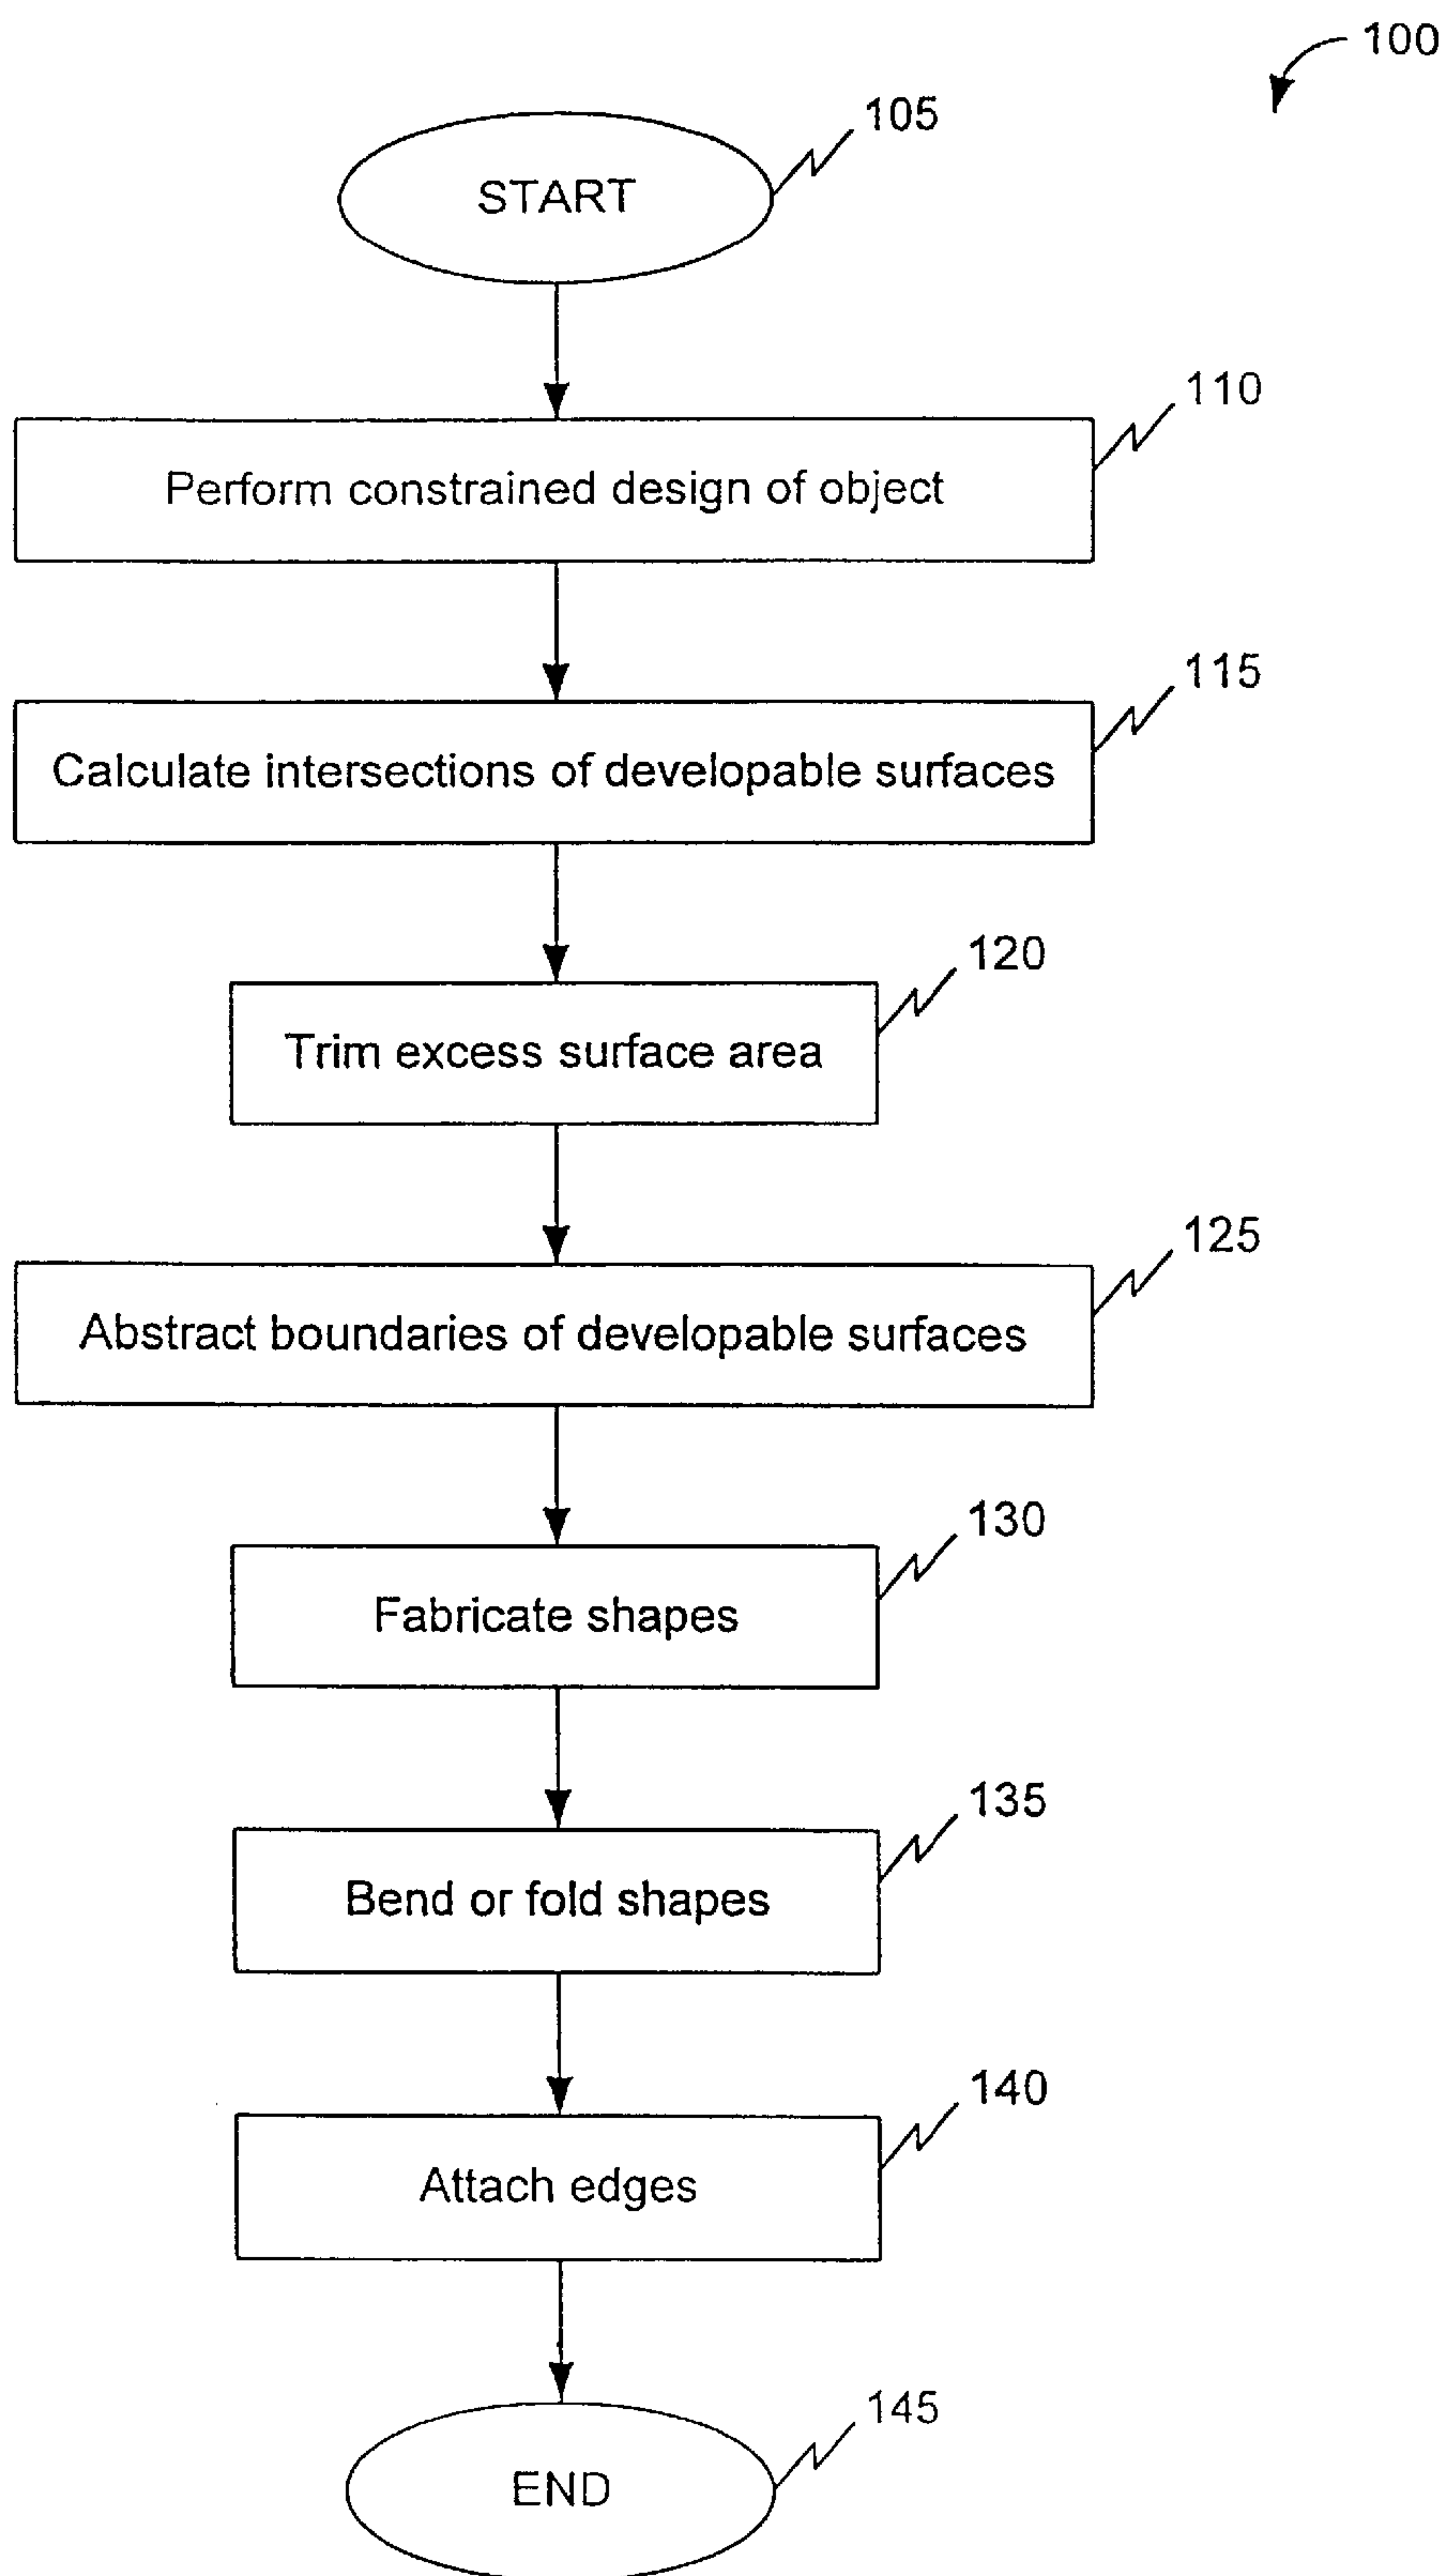 100
105
START
110
Perform constrained design of object
115
Calculate intersections of developable surfaces
120
Trim excess surface area
125
Abstract boundaries of developable surfaces
130
Fabricate shapes
135
Bend or fold shapes
140
Attach edges
145
END